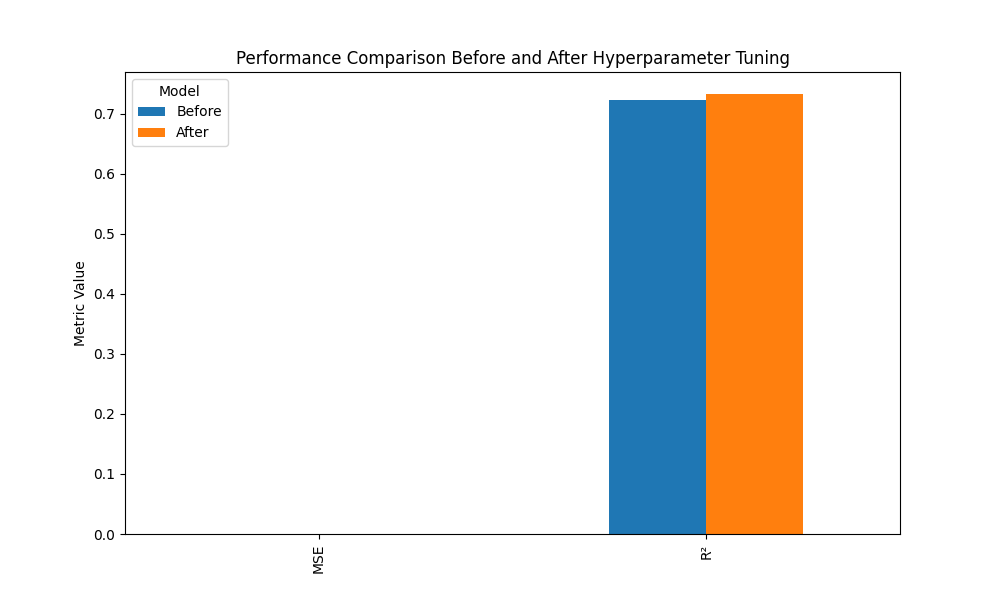 Performance Comparison Before and After Hyperparameter Tuning
Model
Before
After
Metric Value
0.7
0.6
0.5
0.4
0.3
0.2
0.1
0.0
MSE
R²